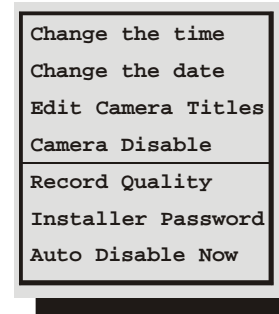 Change the time
Change the date
Edit Camera Titles
Camera Disable
Record Quality
Installer Password
Auto Disable Now